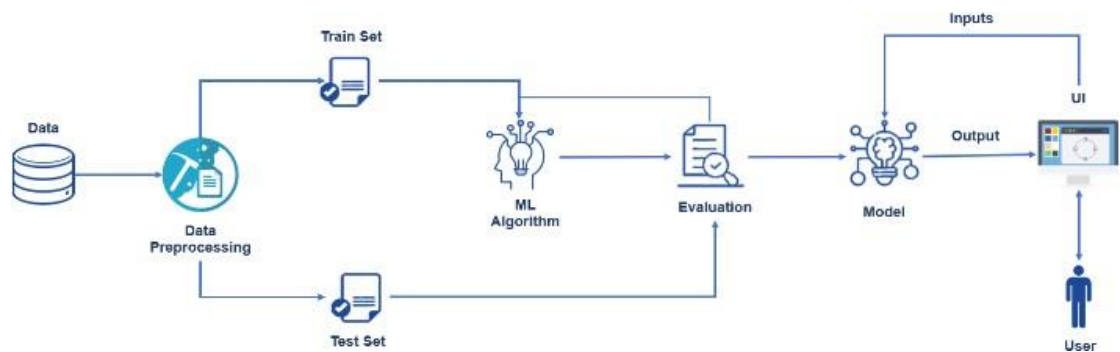 Inputs
Train Set
UI
Data
Output
ML
Algorithm
Evaluation
Model
Data
Preprocessing
Test Set
User